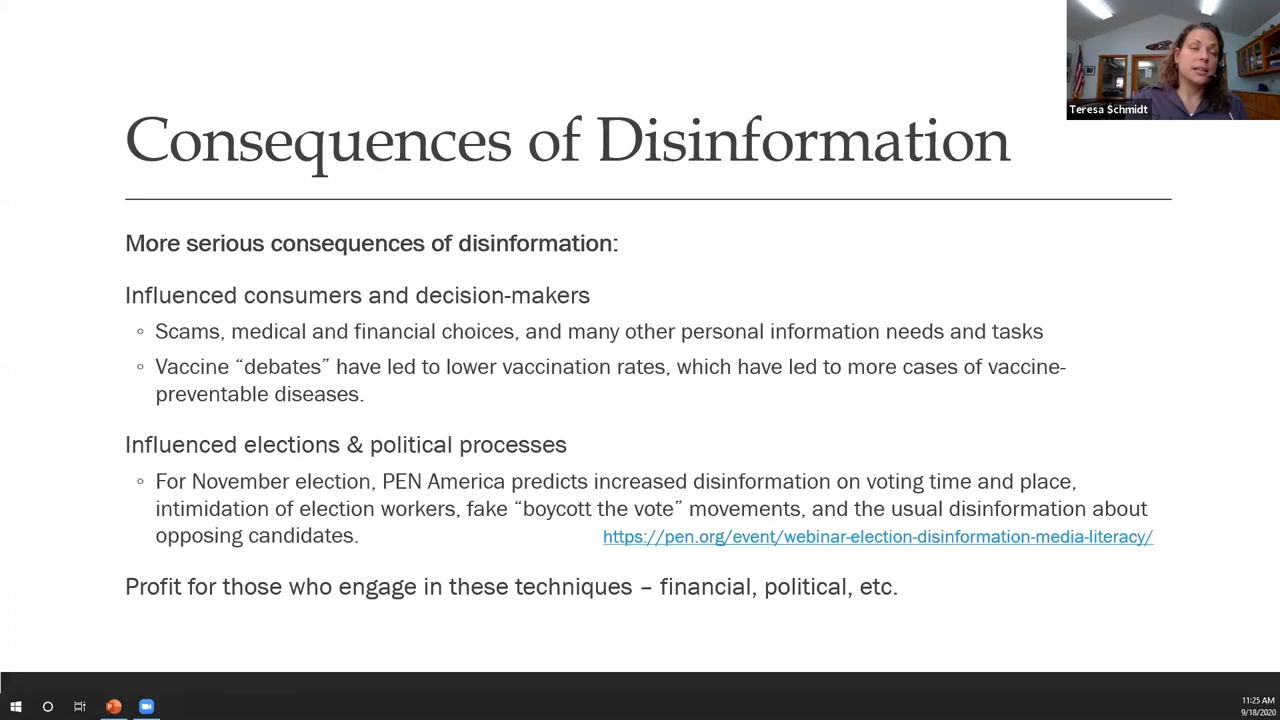 Teresa Schmidt
Consequences of Disinformation
More serious consequences of disinformation:
Influenced consumers and decision-makers
◦ Scams, medical and financial choices, and many other personal information needs and tasks
◦ Vaccine “debates” have led to lower vaccination rates, which have led to more cases of vaccine-
preventable diseases.
Influenced elections & political processes
◦ For November election, PEN America predicts increased disinformation on voting time and place,
intimidation of election workers, fake “boycott the vote” movements, and the usual disinformation about
opposing candidates. https://pen.org/event/webinar-election-disinformation-media-literacy/
Profit for those who engage in these techniques – financial, political, etc.
11:25 AM
9/18/2020